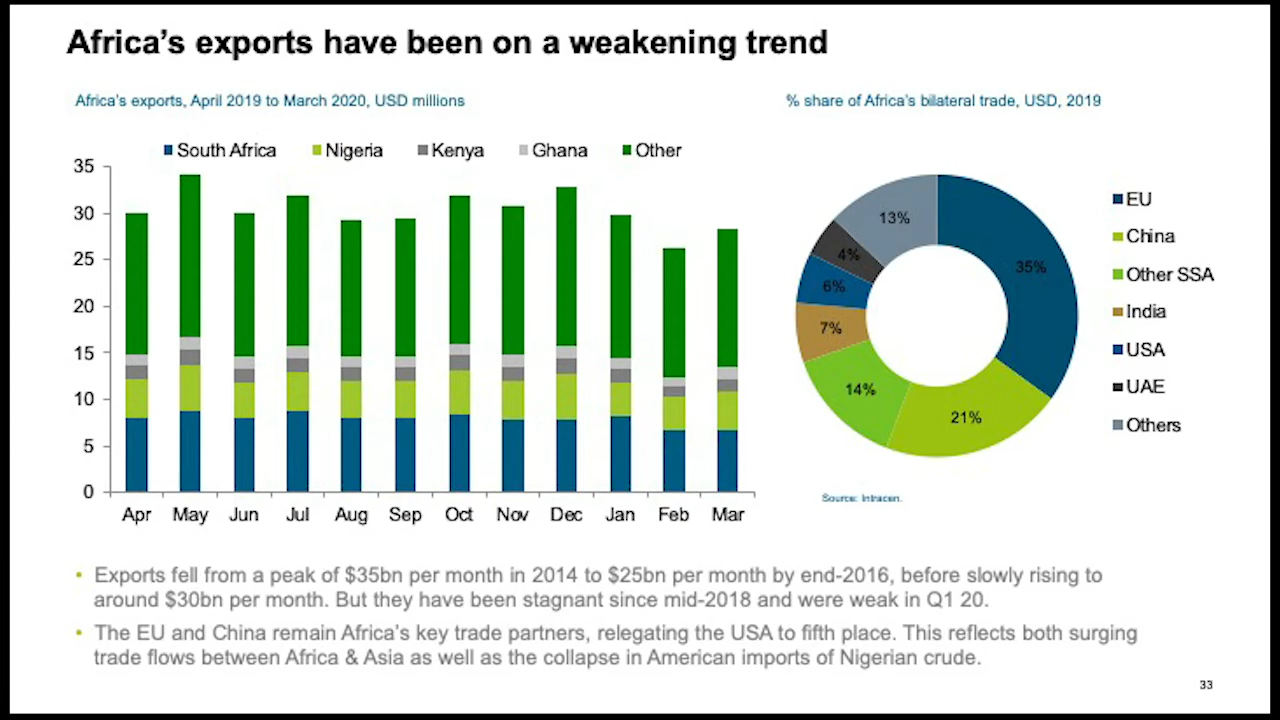 Africa’s exports have been on a weakening trend
Africa’s exports, April 2019 to March 2020, USD millions
% share of Africa’s bilateral trade, USD, 2019
South Africa Nigeria Kenya Ghana Other
35
30
25
20
15
10
5
0
Apr May Jun Jul Aug Sep Oct Nov Dec Jan Feb Mar
35%
21%
14%
7%
6%
4%
13%
EU
China
Other SSA
India
USA
UAE
Others
Source: Intracen.
• Exports fell from a peak of $35bn per month in 2014 to $25bn per month by end-2016, before slowly rising to
around $30bn per month. But they have been stagnant since mid-2018 and were weak in Q1 20.
• The EU and China remain Africa’s key trade partners, relegating the USA to fifth place. This reflects both surging
trade flows between Africa & Asia as well as the collapse in American imports of Nigerian crude.
33